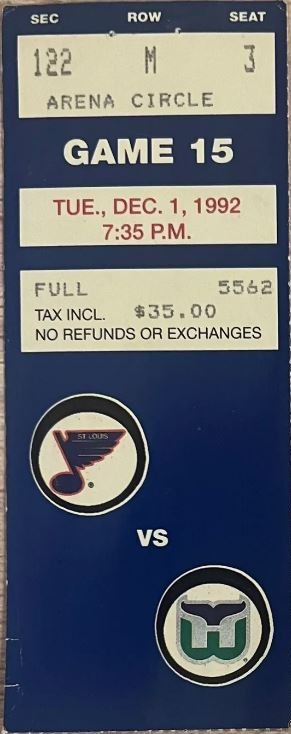 SEC ROW SEAT
122 M 3
ARENA CIRCLE
GAME 15
TUE., DEC. 1, 1992
7:35 P.M.
FULL 5562
TAX INCL. $35.00
NO REFUNDS OR EXCHANGES
ST LOUIS
®
VS
®